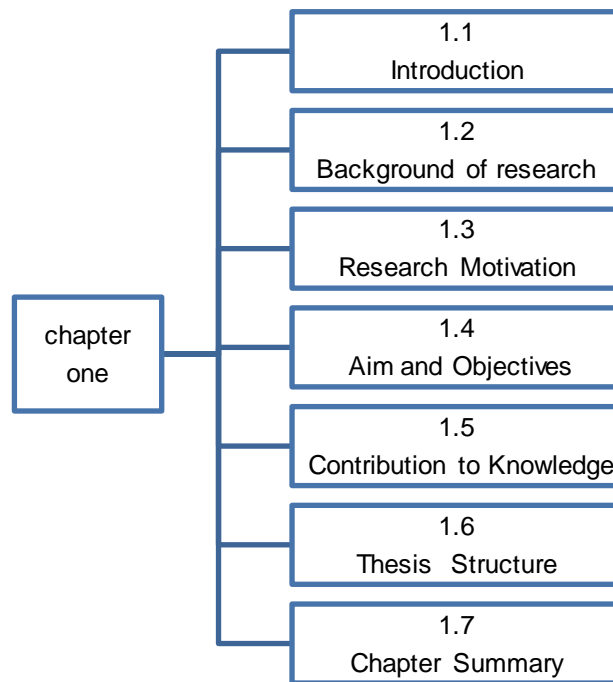 chapter
one
1.1
Introduction
1.2
Background of research
1.3
Research Motivation
1.4
Aim and Objectives
1.5
Contribution to Knowledge
1.6
Thesis Structure
1.7
Chapter Summary